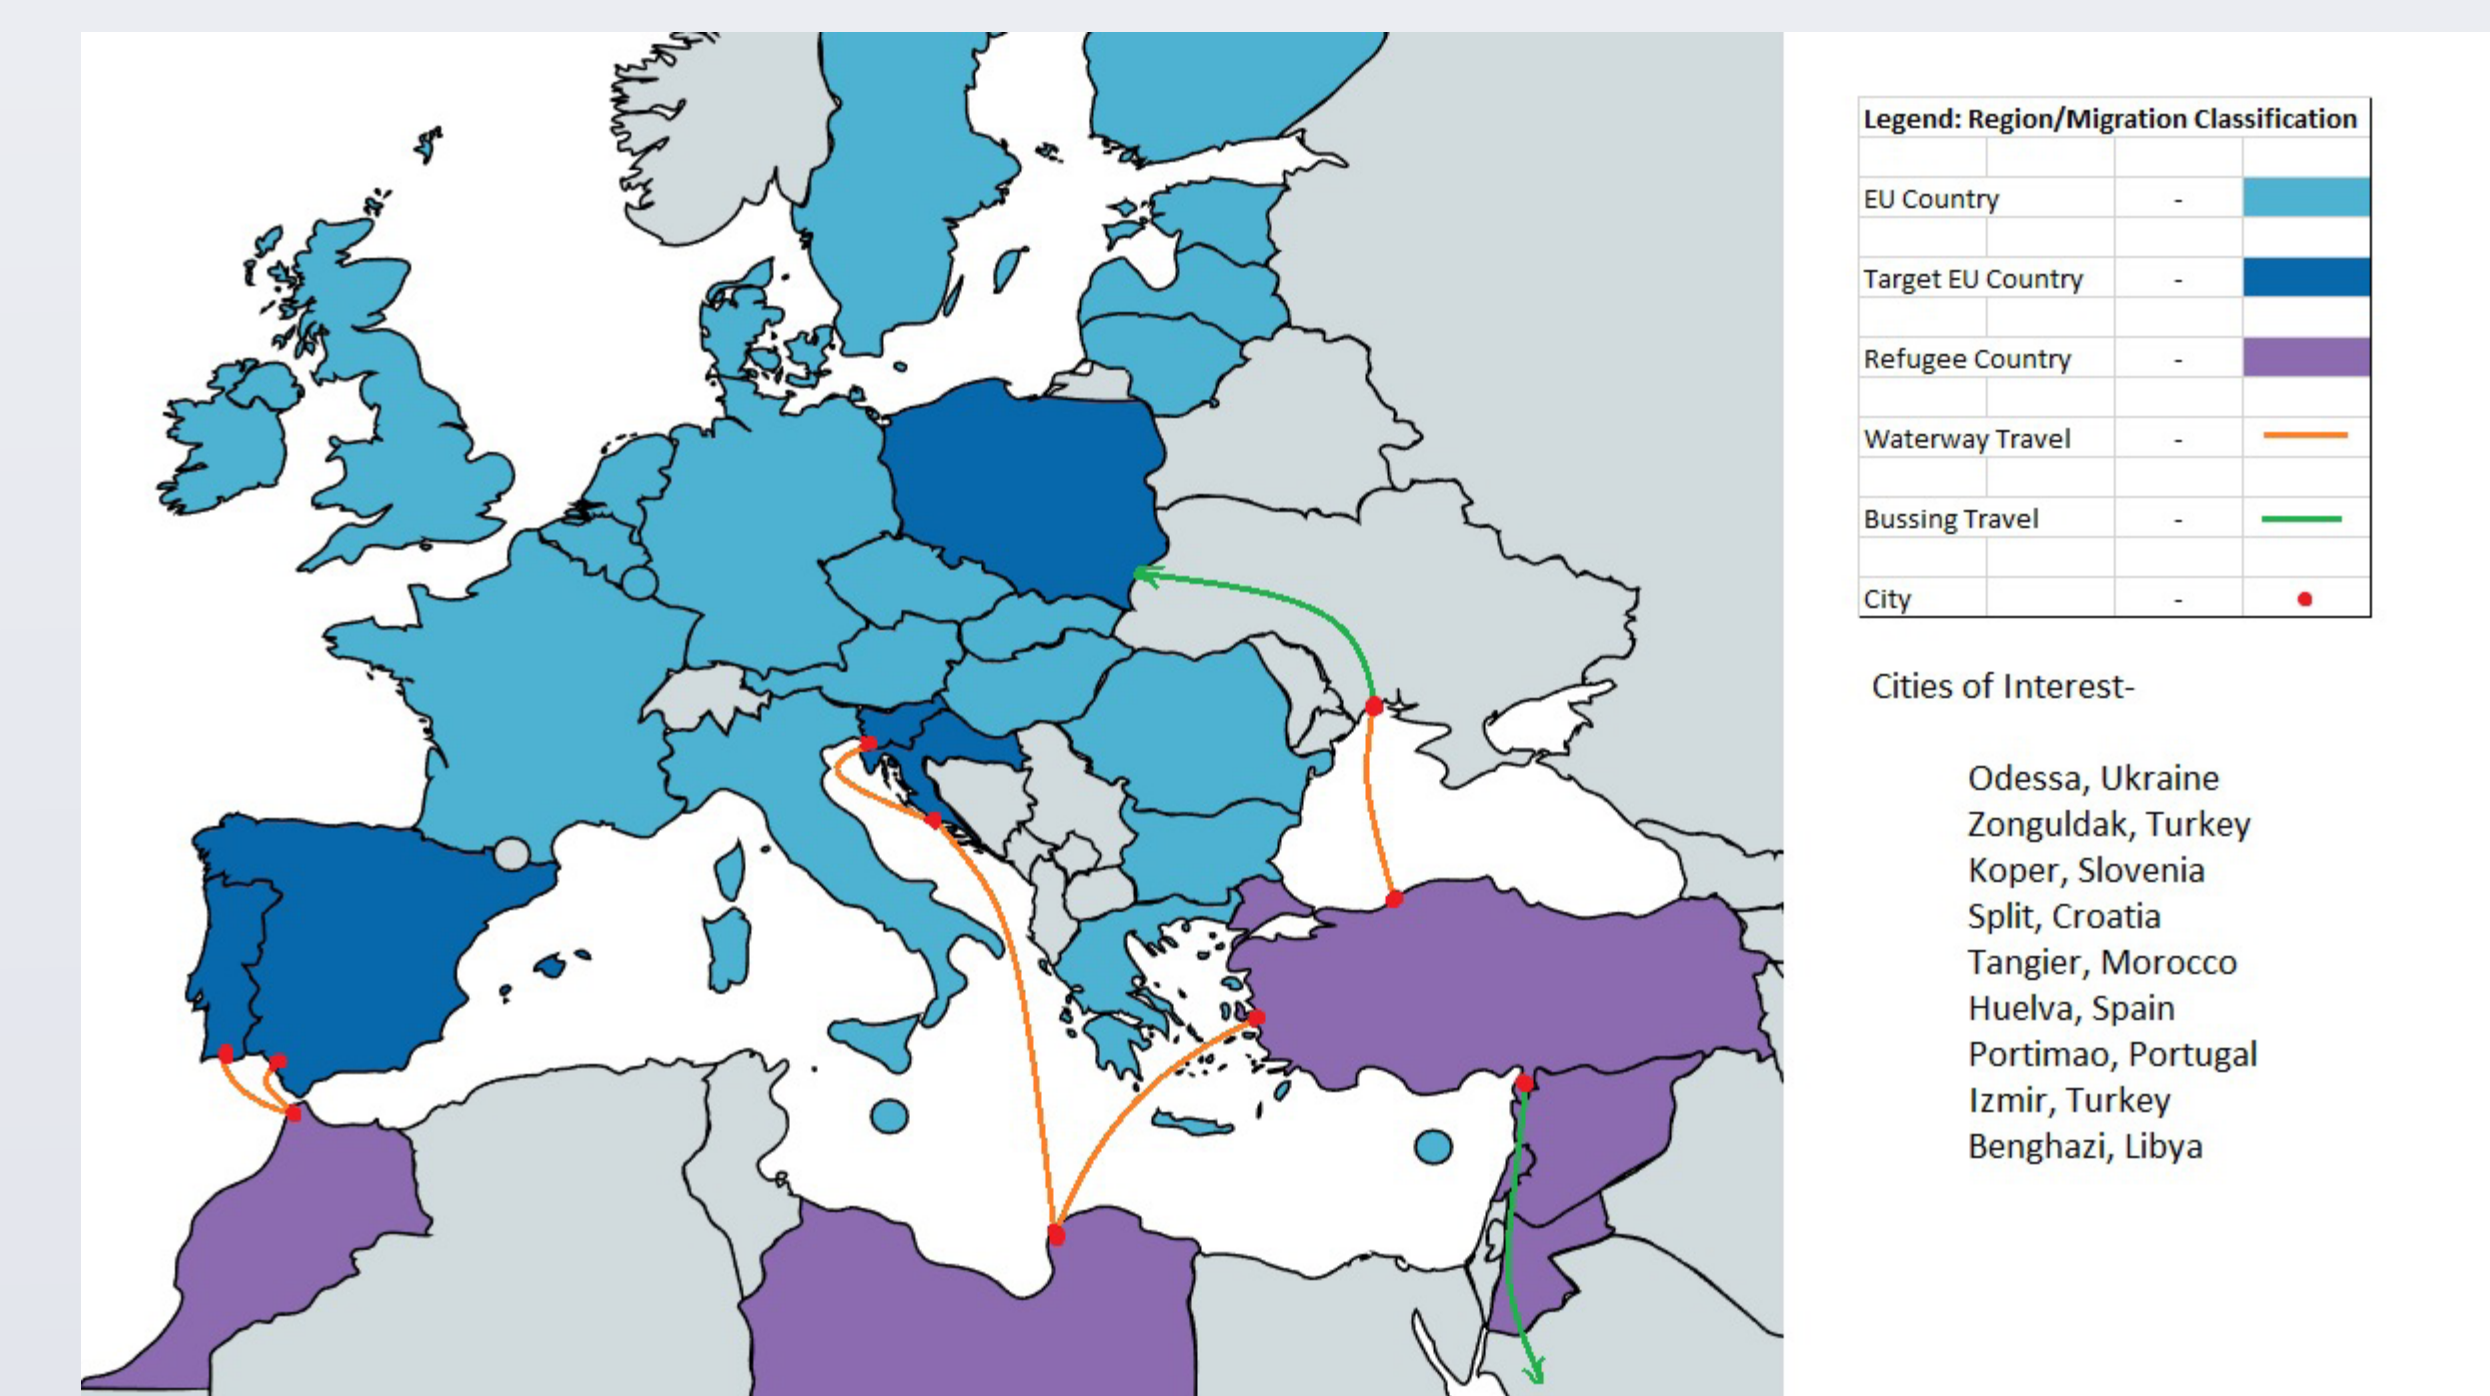 Legend: Region/Migration Classification
EU Country -
Target EU Country -
Refugee Country -
Waterway Travel -
Bussing Travel -
City -
Cities of Interest-
Odessa, Ukraine
Zonguldak, Turkey
Koper, Slovenia
Split, Croatia
Tangier, Morocco
Huelva, Spain
Portimao, Portugal
Izmir, Turkey
Benghazi, Libya